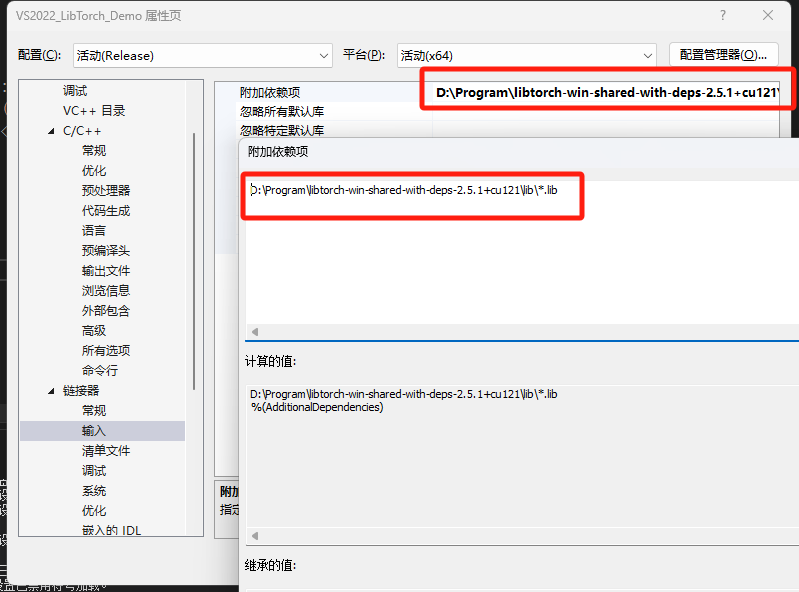 VS2022_LibTorch_Demo 属性页
?
配置(C): 活动(Release) 平台(P): 活动(x64) 配置管理器(O)...
调试
VC++ 目录
C/C++
常规
优化
预处理器
代码生成
语言
预编译头
输出文件
浏览信息
外部包含
高级
所有选项
命令行
链接器
常规
输入
清单文件
调试
系统
优化
嵌入的 IDL
附加依赖项 D:\Program\libtorch-win-shared-with-deps-2.5.1+cu121\
忽略所有默认库
忽略特定默认库
附加依赖项
D:\Program\libtorch-win-shared-with-deps-2.5.1+cu121\lib\*.lib
计算的值:
D:\Program\libtorch-win-shared-with-deps-2.5.1+cu121\lib\*.lib
%(AdditionalDependencies)
继承的值:
附加
指定